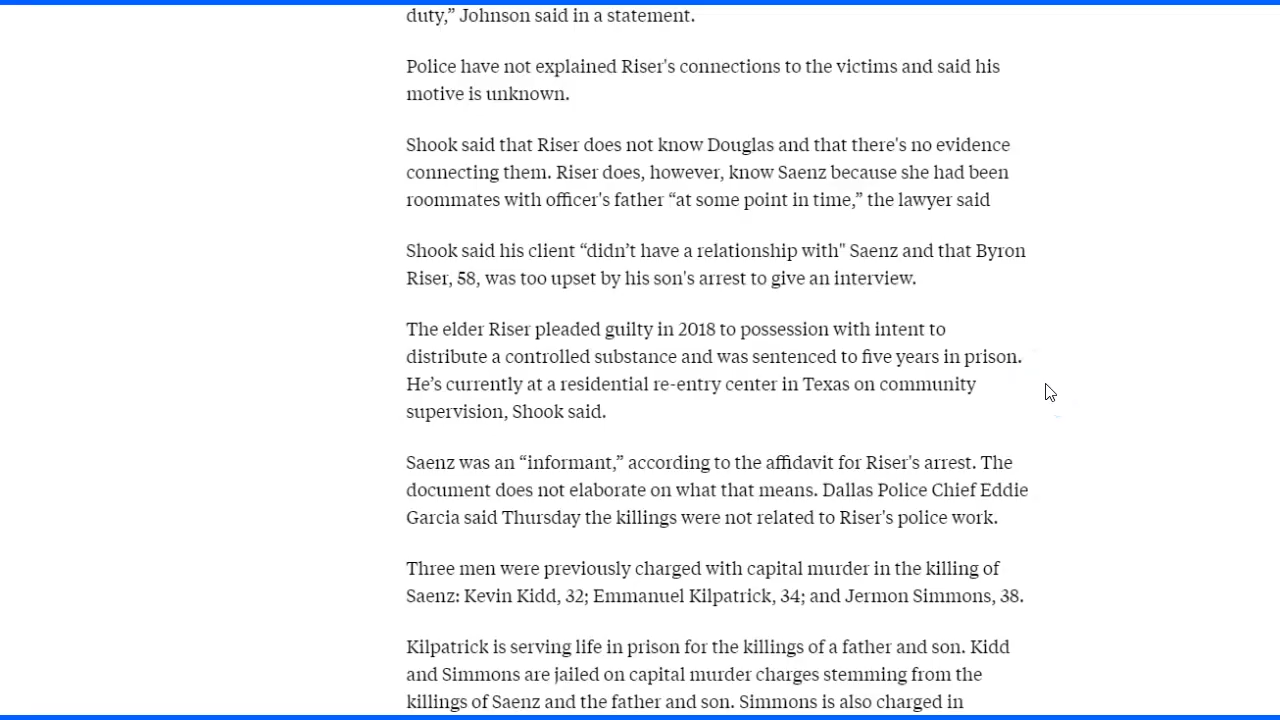 duty,” Johnson said in a statement.
Police have not explained Riser's connections to the victims and said his
motive is unknown.
Shook said that Riser does not know Douglas and that there's no evidence
connecting them. Riser does, however, know Saenz because she had been
roommates with officer's father “at some point in time,” the lawyer said
Shook said his client “didn’t have a relationship with" Saenz and that Byron
Riser, 58, was too upset by his son's arrest to give an interview.
The elder Riser pleaded guilty in 2018 to possession with intent to
distribute a controlled substance and was sentenced to five years in prison.
He’s currently at a residential re-entry center in Texas on community
supervision, Shook said.
Saenz was an “informant,” according to the affidavit for Riser's arrest. The
document does not elaborate on what that means. Dallas Police Chief Eddie
Garcia said Thursday the killings were not related to Riser's police work.
Three men were previously charged with capital murder in the killing of
Saenz: Kevin Kidd, 32; Emmanuel Kilpatrick, 34; and Jermon Simmons, 38.
Kilpatrick is serving life in prison for the killings of a father and son. Kidd
and Simmons are jailed on capital murder charges stemming from the
killings of Saenz and the father and son. Simmons is also charged in